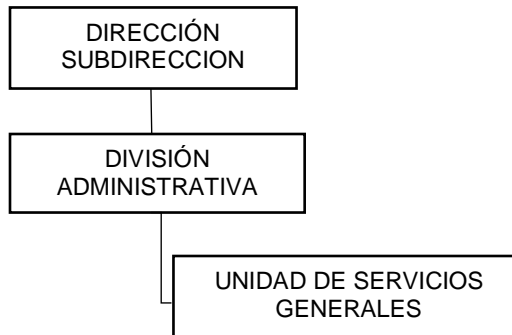 DIRECCIÓN
SUBDIRECCION
DIVISIÓN
ADMINISTRATIVA
UNIDAD DE SERVICIOS
GENERALES